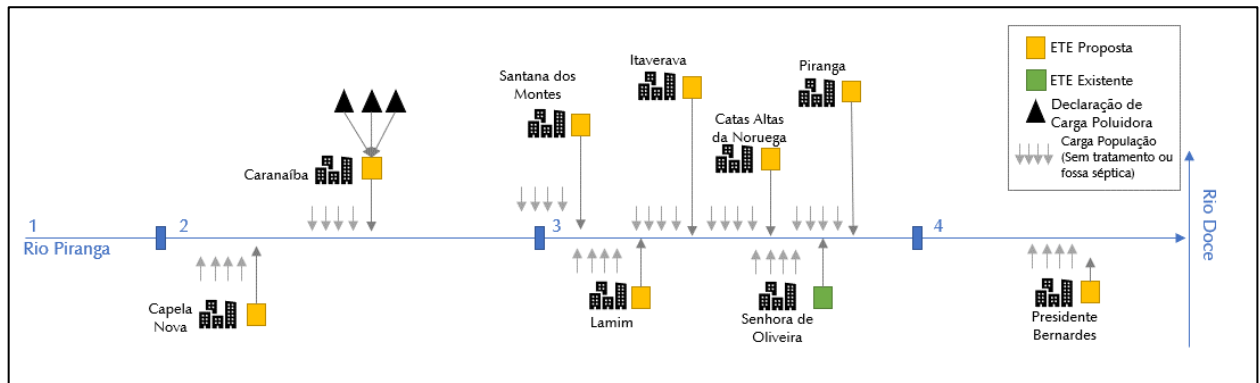 Itaverava
Piranga
ETE Proposta
ETE Existente
Declaração de
Carga Poluidora
Carga População
(Sem tratamento ou
fossa séptica)
Santana dos
Montes
Catas Altas
da Noruega
Caranaíba
1
2
3
4
Rio Piranga
Rio Doce
Capela
Nova
Lamim
Senhora de
Oliveira
Presidente
Bernardes